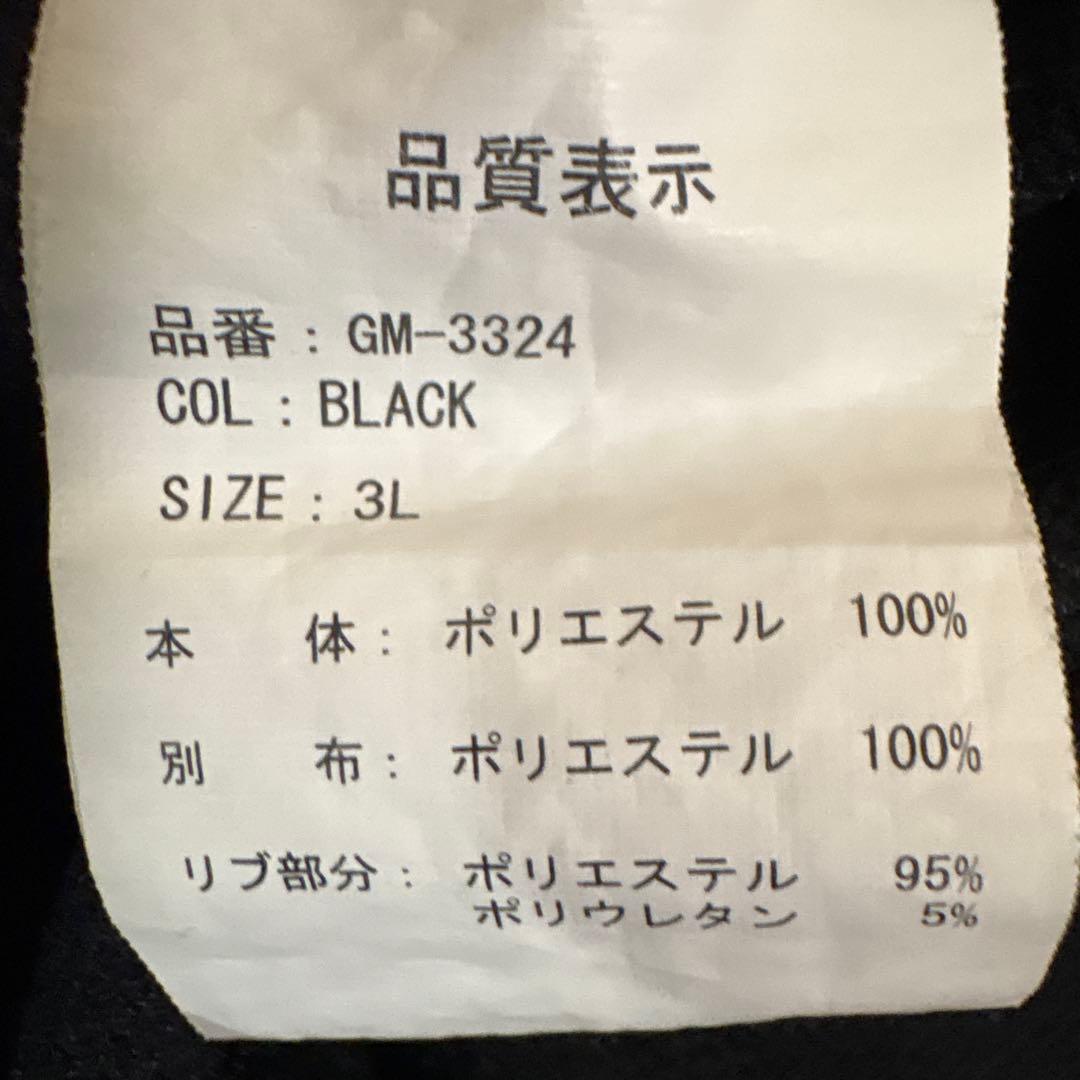 品質表示
品番：GM-3324
COL：BLACK
SIZE：3L
本　体：ポリエステル 100%
別　布：ポリエステル 100%
リブ部分：ポリエステル 95%
ポリウレタン 5%